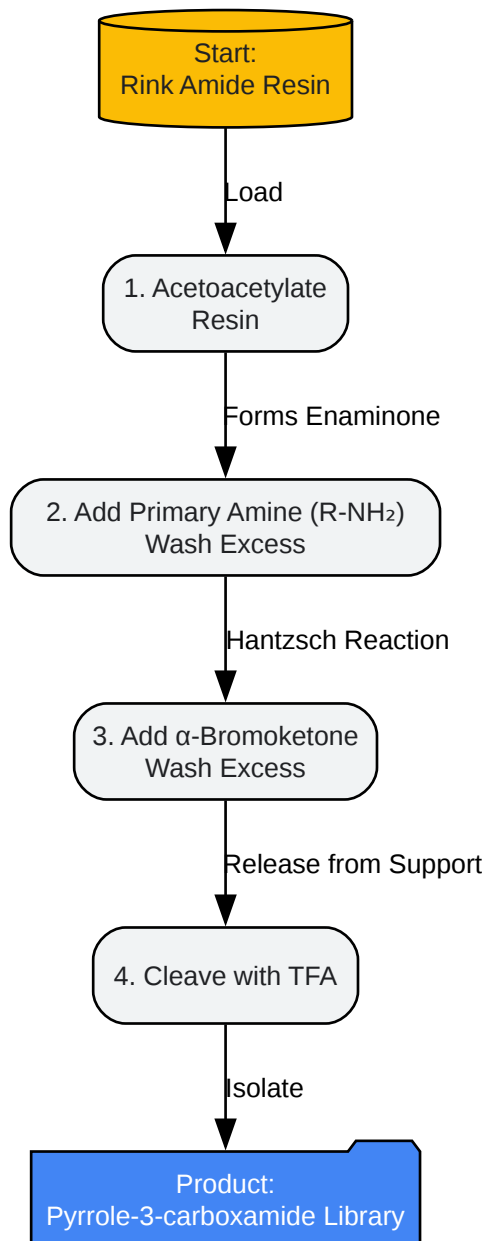 Start:
Rink Amide Resin
Load
1. Acetoacetylate
Resin
Forms Enaminone
2. Add Primary Amine (R-NH₂)
Wash Excess
Hantzsch Reaction
3. Add α-Bromoketone
Wash Excess
Release from Support
4. Cleave with TFA
Isolate
Product:
Pyrrole-3-carboxamide Library